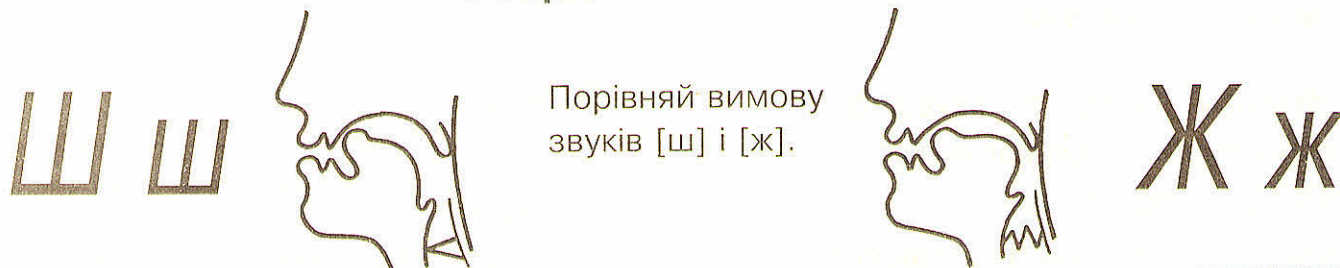 Ш ш
Порівняй вимову
звуків [ш] і [ж].
Ж ж